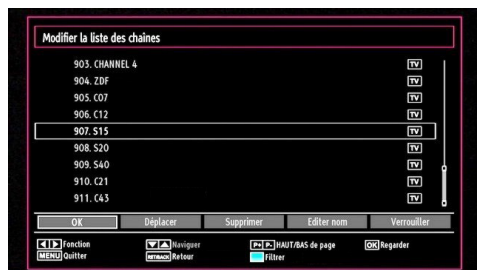 Modifier la liste des chaînes
903. CHANNEL 4 TV
904. ZDF TV
905. C07 TV
906. C12 TV
907. S15 TV
908. S20 TV
909. S40 TV
910. C21 TV
911. C43 TV
OK Déplacer Supprimer Editer nom Verrouiller
Fonction Naviguer P+ P- HAUT/BAS de page OK Regarder
MENU Quitter RET/BACK Retour Filtrer